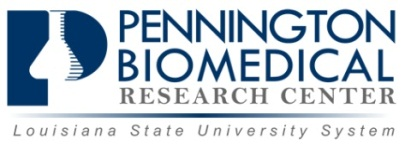 PENNINGTON
BIOMEDICAL
RESEARCH CENTER
Louisiana State University System